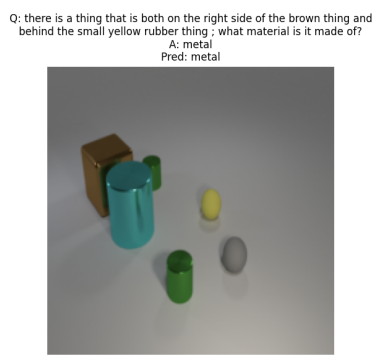 Q: there is a thing that is both on the right side of the brown thing and
behind the small yellow rubber thing ; what material is it made of?
A: metal
Pred: metal